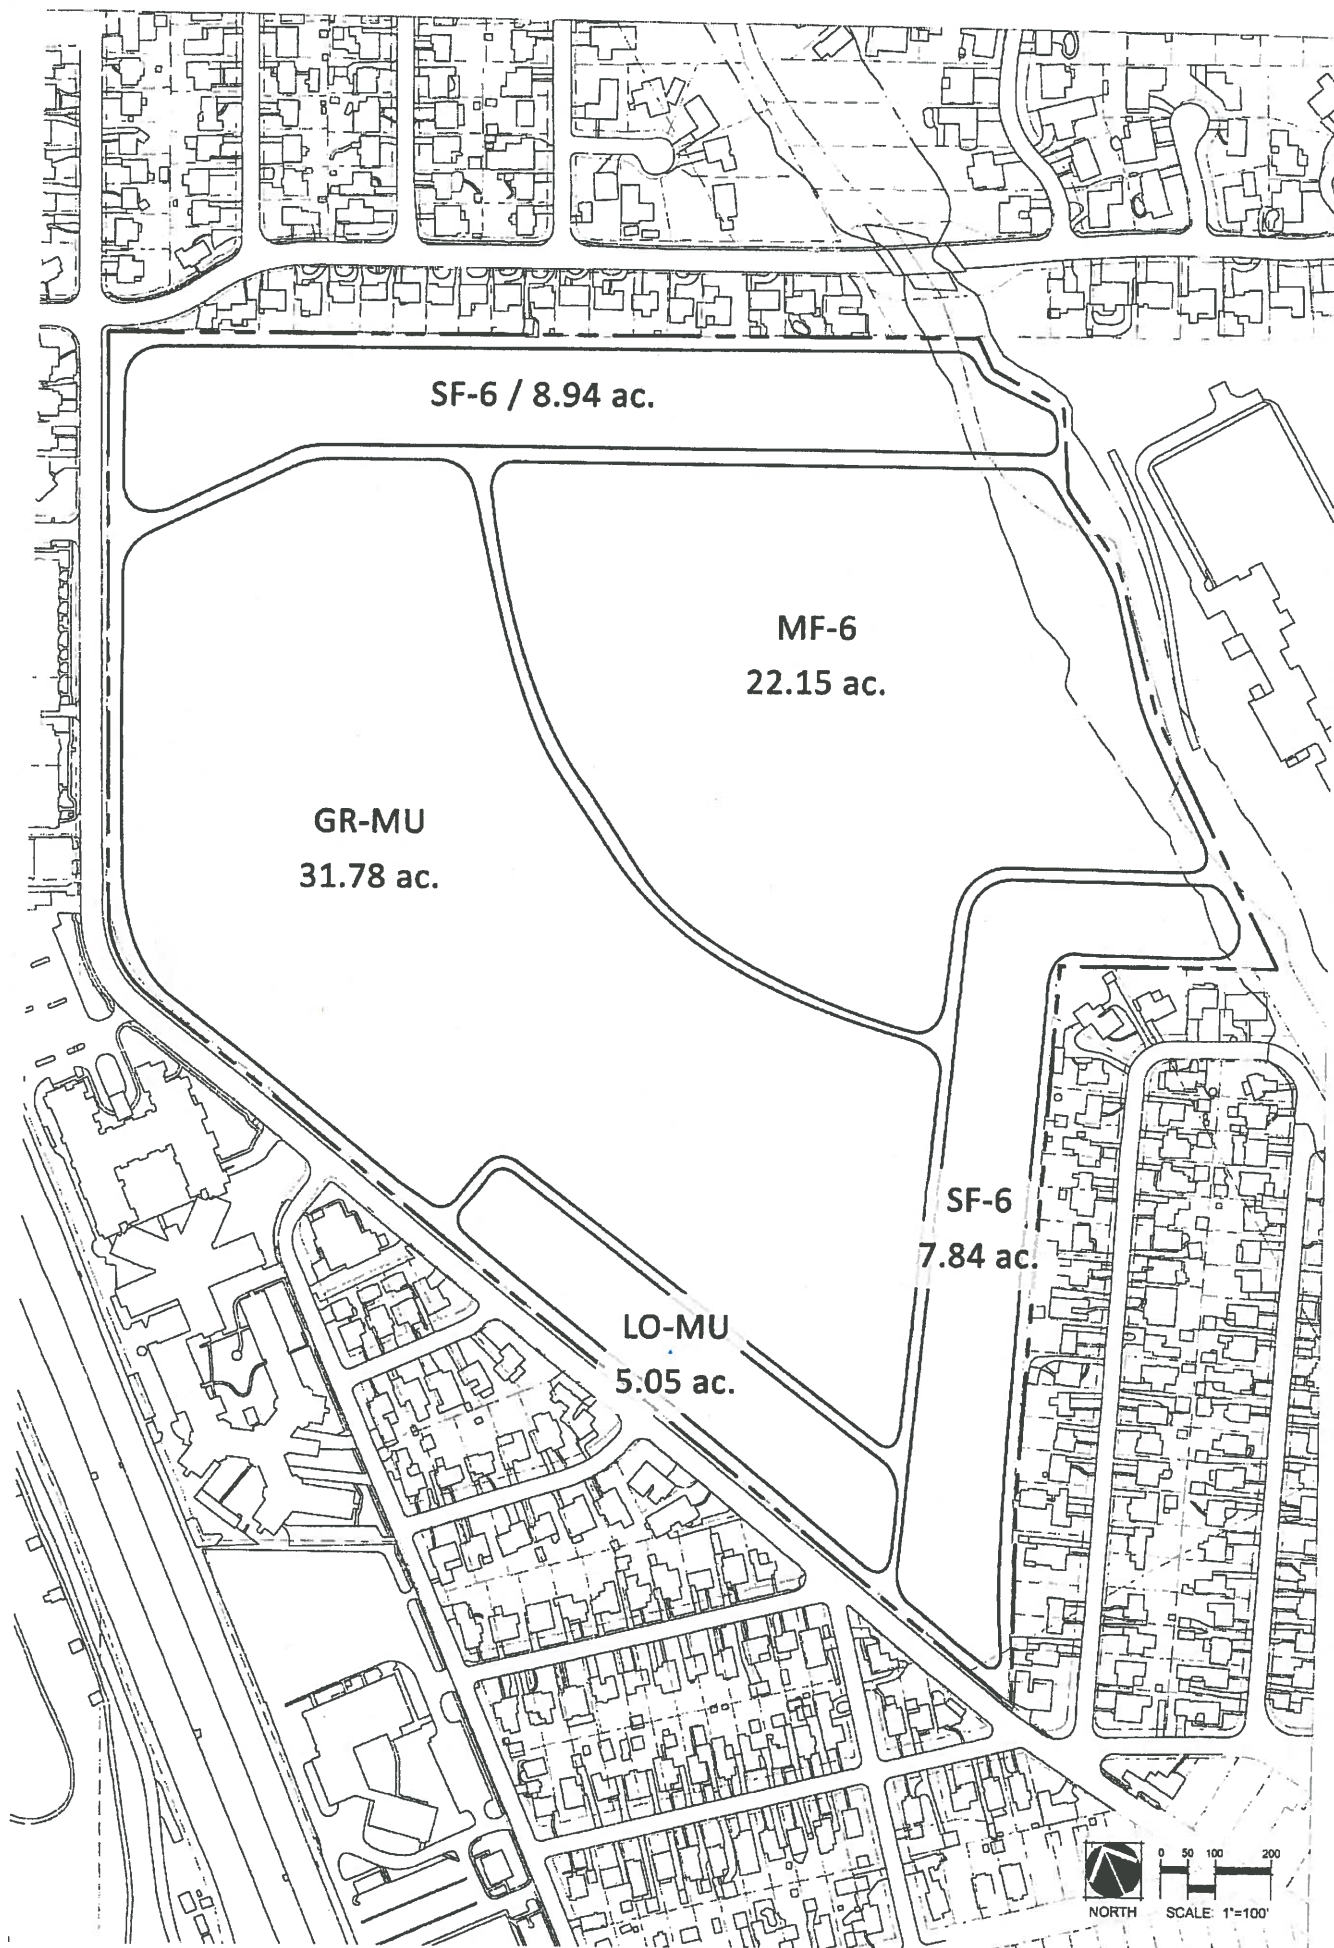 SF-6 / 8.94 ac.
MF-6
22.15 ac.
GR-MU
31.78 ac.
SF-6
7.84 ac.
LO-MU
5.05 ac.
0 50 100 200
NORTH
SCALE: 1"=100'